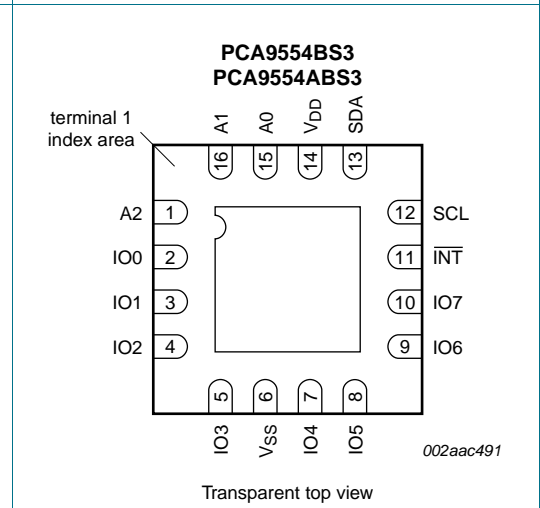 PCA9554BS3
PCA9554ABS3
terminal 1
index area
A1
A0
VDD
SDA
16
15
14
13
A2 1
12 SCL
IO0 2
11 INT
IO1 3
10 IO7
IO2 4
9 IO6
5
6
7
8
IO3
VSS
IO4
IO5
002aac491
Transparent top view